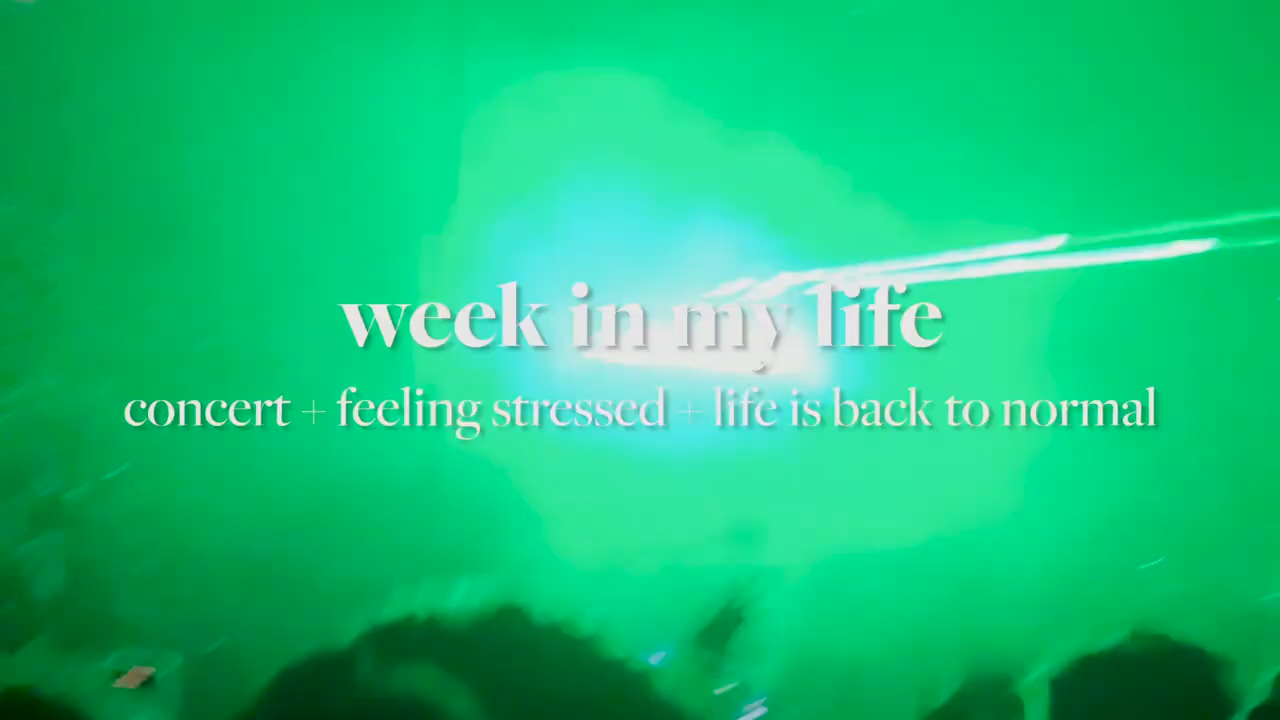 week in my life
concert + feeling stressed + life is back to normal